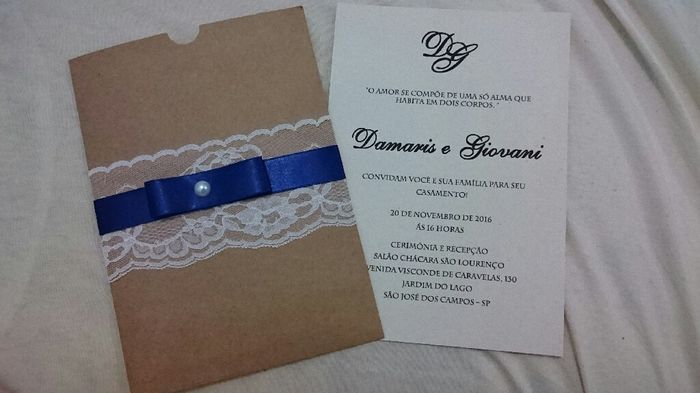 DG
"O AMOR SE COMPÕE DE UMA SÓ ALMA QUE
HABITA EM DOIS CORPOS."
Damaris e Giovani
CONVIDAM VOCÊ E SUA FAMÍLIA PARA SEU
CASAMENTO!
20 DE NOVEMBRO DE 2016
ÀS 16 HORAS
CERIMÔNIA E RECEPÇÃO
SALÃO CHÁCARA SÃO LOURENÇO
VENIDA VISCONDE DE CARAVELAS, 130
JARDIM DO LAGO
SÃO JOSÉ DOS CAMPOS - SP